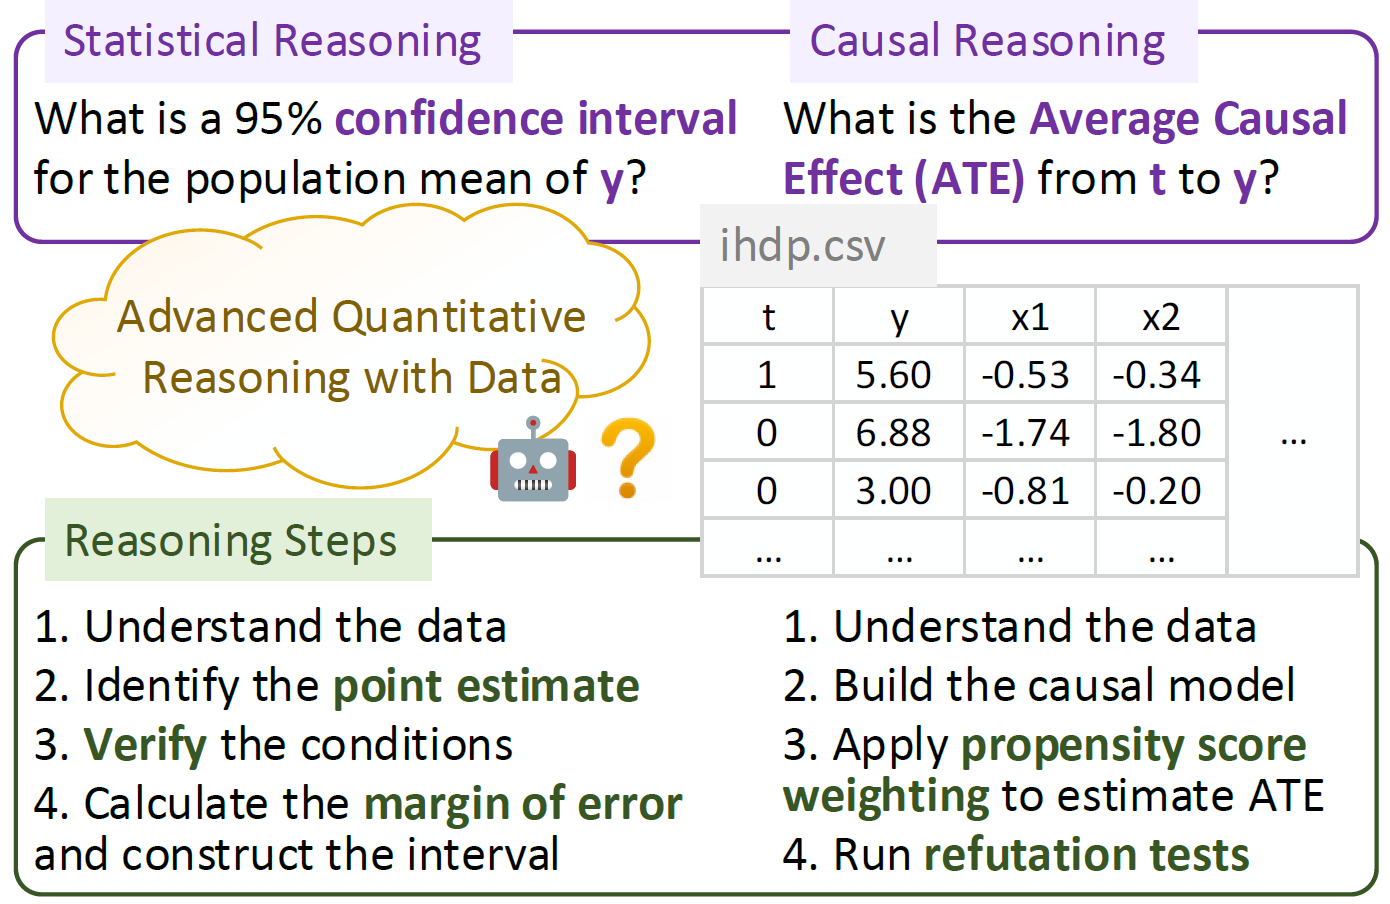 Statistical Reasoning
What is a 95% confidence interval
for the population mean of y?
Causal Reasoning
What is the Average Causal
Effect (ATE) from t to y?
Advanced Quantitative
Reasoning with Data
ihdp.csv
t y x1 x2
1 5.60 -0.53 -0.34
0 6.88 -1.74 -1.80 ...
0 3.00 -0.81 -0.20
... ... ... ...
Reasoning Steps
1. Understand the data
2. Identify the point estimate
3. Verify the conditions
4. Calculate the margin of error
and construct the interval
1. Understand the data
2. Build the causal model
3. Apply propensity score
weighting to estimate ATE
4. Run refutation tests